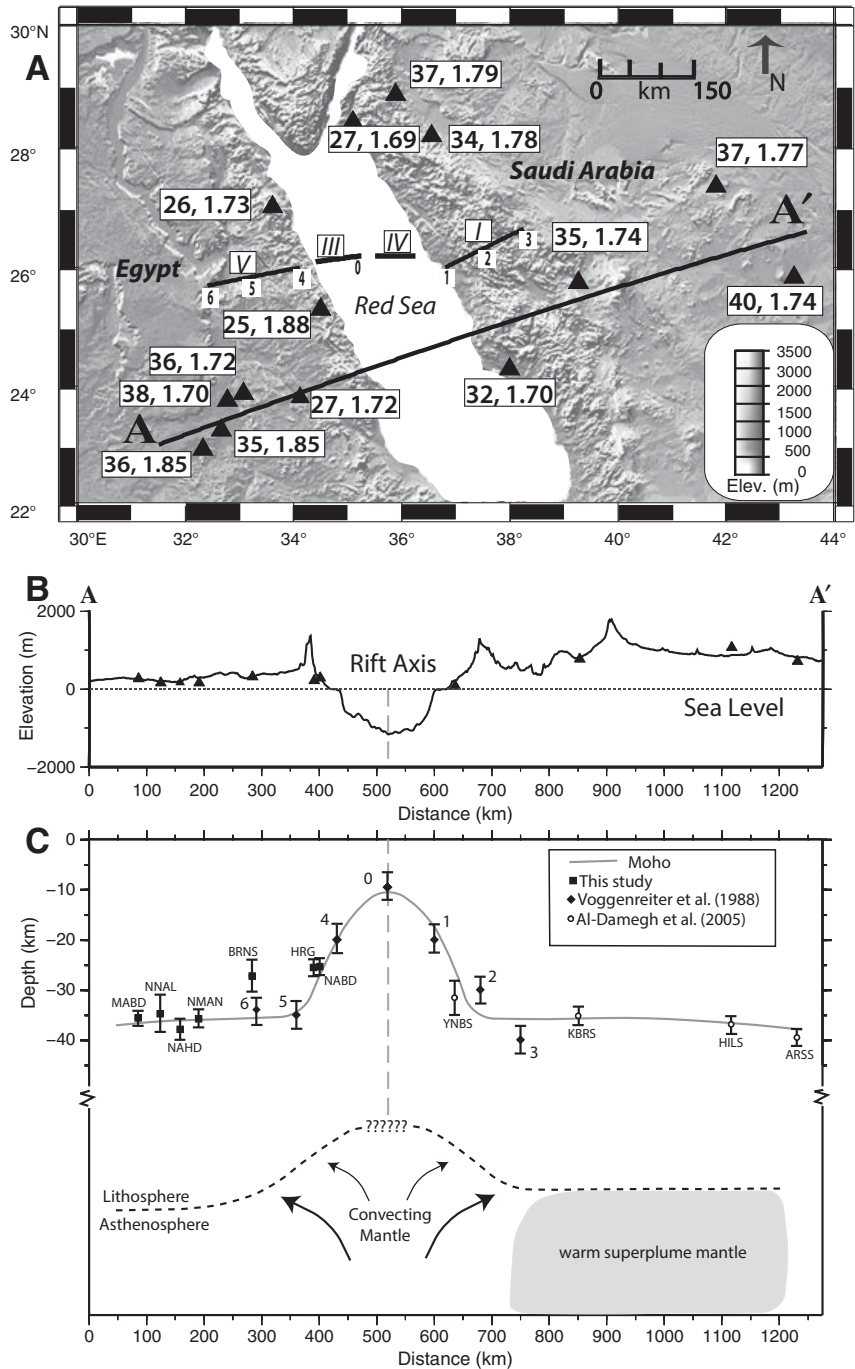 A
30°N
28°
26°
24°
22°
30°E
32°
34°
36°
38°
40°
42°
44°
37, 1.79
0 km 150
N
27, 1.69
34, 1.78
Saudi Arabia
37, 1.77
26, 1.73
A′
III
IV
I
3
35, 1.74
0
2
1
Egypt
V
4
5
6
Red Sea
40, 1.74
25, 1.88
36, 1.72
38, 1.70
27, 1.72
32, 1.70
A
35, 1.85
36, 1.85
3500
3000
2000
1500
1000
500
0
Elev. (m)
B
A
A′
2000
0
−2000
Elevation (m)
Rift Axis
Sea Level
0 100 200 300 400 500 600 700 800 900 1000 1100 1200
Distance (km)
C
0
−10
−20
−30
−40
Depth (km)
Moho
This study
Voggenreiter et al. (1988)
Al-Damegh et al. (2005)
0
4
1
BRNS
HRG
NABD
2
MABD
NNAL
NMAN
6
5
NAHD
YNBS
3
KBRS
HILS
ARSS
??????
Lithosphere
Asthenosphere
Convecting
Mantle
warm superplume mantle
0 100 200 300 400 500 600 700 800 900 1000 1100 1200
Distance (km)